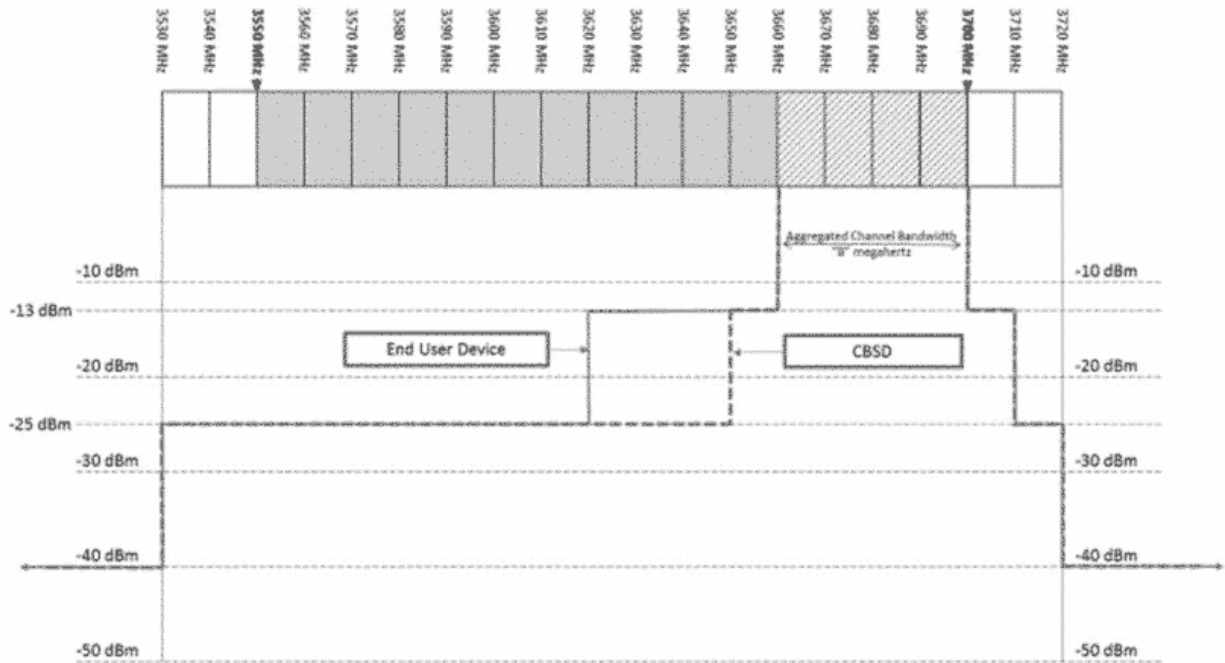 3530 MHz
3540 MHz
3550 MHz
3560 MHz
3570 MHz
3580 MHz
3590 MHz
3600 MHz
3610 MHz
3620 MHz
3630 MHz
3640 MHz
3650 MHz
3660 MHz
3670 MHz
3680 MHz
3690 MHz
3700 MHz
3710 MHz
3720 MHz
Aggregated Channel Bandwidth
"B" megahertz
-10 dBm
-10 dBm
-13 dBm
End User Device
CBSD
-20 dBm
-20 dBm
-25 dBm
-30 dBm
-30 dBm
-40 dBm
-40 dBm
-50 dBm
-50 dBm